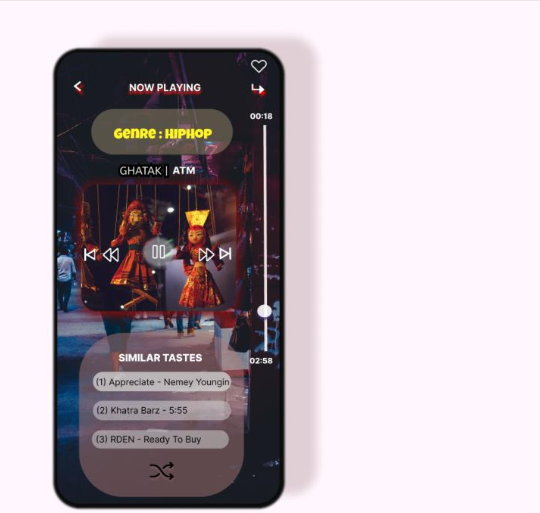 NOW PLAYING
00:18
Genre : HIPHOP
GHATAK | ATM
SIMILAR TASTES
02:58
(1) Appreciate - Nemey Youngin
(2) Khatra Barz - 5:55
(3) RDEN - Ready To Buy